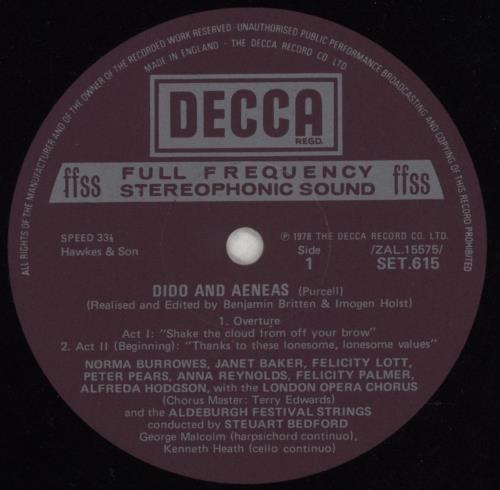 ALL RIGHTS OF THE MANUFACTURER AND OF THE OWNER OF THE RECORDED WORK RESERVED · UNAUTHORISED PUBLIC PERFORMANCE BROADCASTING AND COPYING OF THIS RECORD PROHIBITED
MADE IN ENGLAND · THE DECCA RECORD CO LTD
DECCA
REGD.
ffss FULL FREQUENCY STEREOPHONIC SOUND ffss
SPEED 33⅓
Hawkes & Son
℗ 1978 THE DECCA RECORD CO. LTD.
Side 1
/ZAL.15575/
SET.615
DIDO AND AENEAS (Purcell)
(Realised and Edited by Benjamin Britten & Imogen Holst)
1. Overture
Act I: "Shake the cloud from off your brow"
2. Act II (Beginning): "Thanks to these lonesome, lonesome values"
NORMA BURROWES, JANET BAKER, FELICITY LOTT,
PETER PEARS, ANNA REYNOLDS, FELICITY PALMER,
ALFREDA HODGSON, with the LONDON OPERA CHORUS
(Chorus Master: Terry Edwards)
and the ALDEBURGH FESTIVAL STRINGS
conducted by STEUART BEDFORD
George Malcolm (harpsichord continuo),
Kenneth Heath (cello continuo)